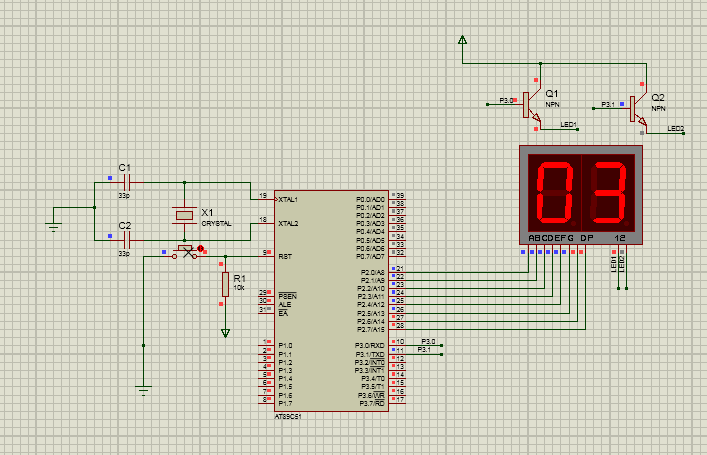 Q1
NPN
P3.0
LED1
Q2
NPN
P3.1
LED2
03
ABCDEFG DP 12
LED1
LED2
C1
33p
C2
33p
X1
CRYSTAL
R1
10k
19 XTAL1
18 XTAL2
9 RST
29 PSEN
30 ALE
31 EA
1 P1.0
2 P1.1
3 P1.2
4 P1.3
5 P1.4
6 P1.5
7 P1.6
8 P1.7
P0.0/AD0 39
P0.1/AD1 38
P0.2/AD2 37
P0.3/AD3 36
P0.4/AD4 35
P0.5/AD5 34
P0.6/AD6 33
P0.7/AD7 32
P2.0/A8 21
P2.1/A9 22
P2.2/A10 23
P2.3/A11 24
P2.4/A12 25
P2.5/A13 26
P2.6/A14 27
P2.7/A15 28
P3.0/RXD 10 P3.0
P3.1/TXD 11 P3.1
P3.2/INT0 12
P3.3/INT1 13
P3.4/T0 14
P3.5/T1 15
P3.6/WR 16
P3.7/RD 17
AT89C51